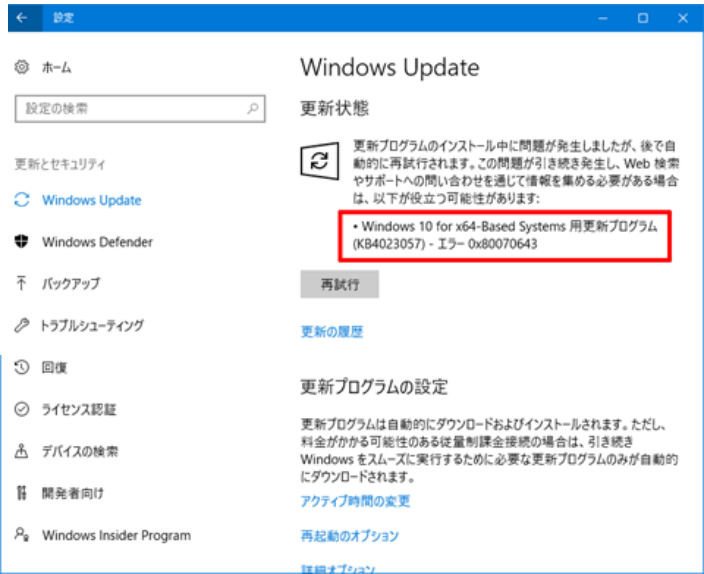 設定
ホーム
設定の検索
更新とセキュリティ
Windows Update
Windows Defender
バックアップ
トラブルシューティング
回復
ライセンス認証
デバイスの検索
開発者向け
Windows Insider Program
Windows Update
更新状態
更新プログラムのインストール中に問題が発生しましたが、後で自
動的に再試行されます。この問題が引き続き発生し、Web 検索
やサポートへの問い合わせを通じて情報を集める必要がある場合
は、以下が役立つ可能性があります:
• Windows 10 for x64-Based Systems 用更新プログラム
(KB4023057) - エラー 0x80070643
再試行
更新の履歴
更新プログラムの設定
更新プログラムは自動的にダウンロードおよびインストールされます。ただし、
料金がかかる可能性のある従量制課金接続の場合は、引き続き
Windows をスムーズに実行するために必要な更新プログラムのみが自動的
にダウンロードされます。
アクティブ時間の変更
再起動のオプション
詳細オプション